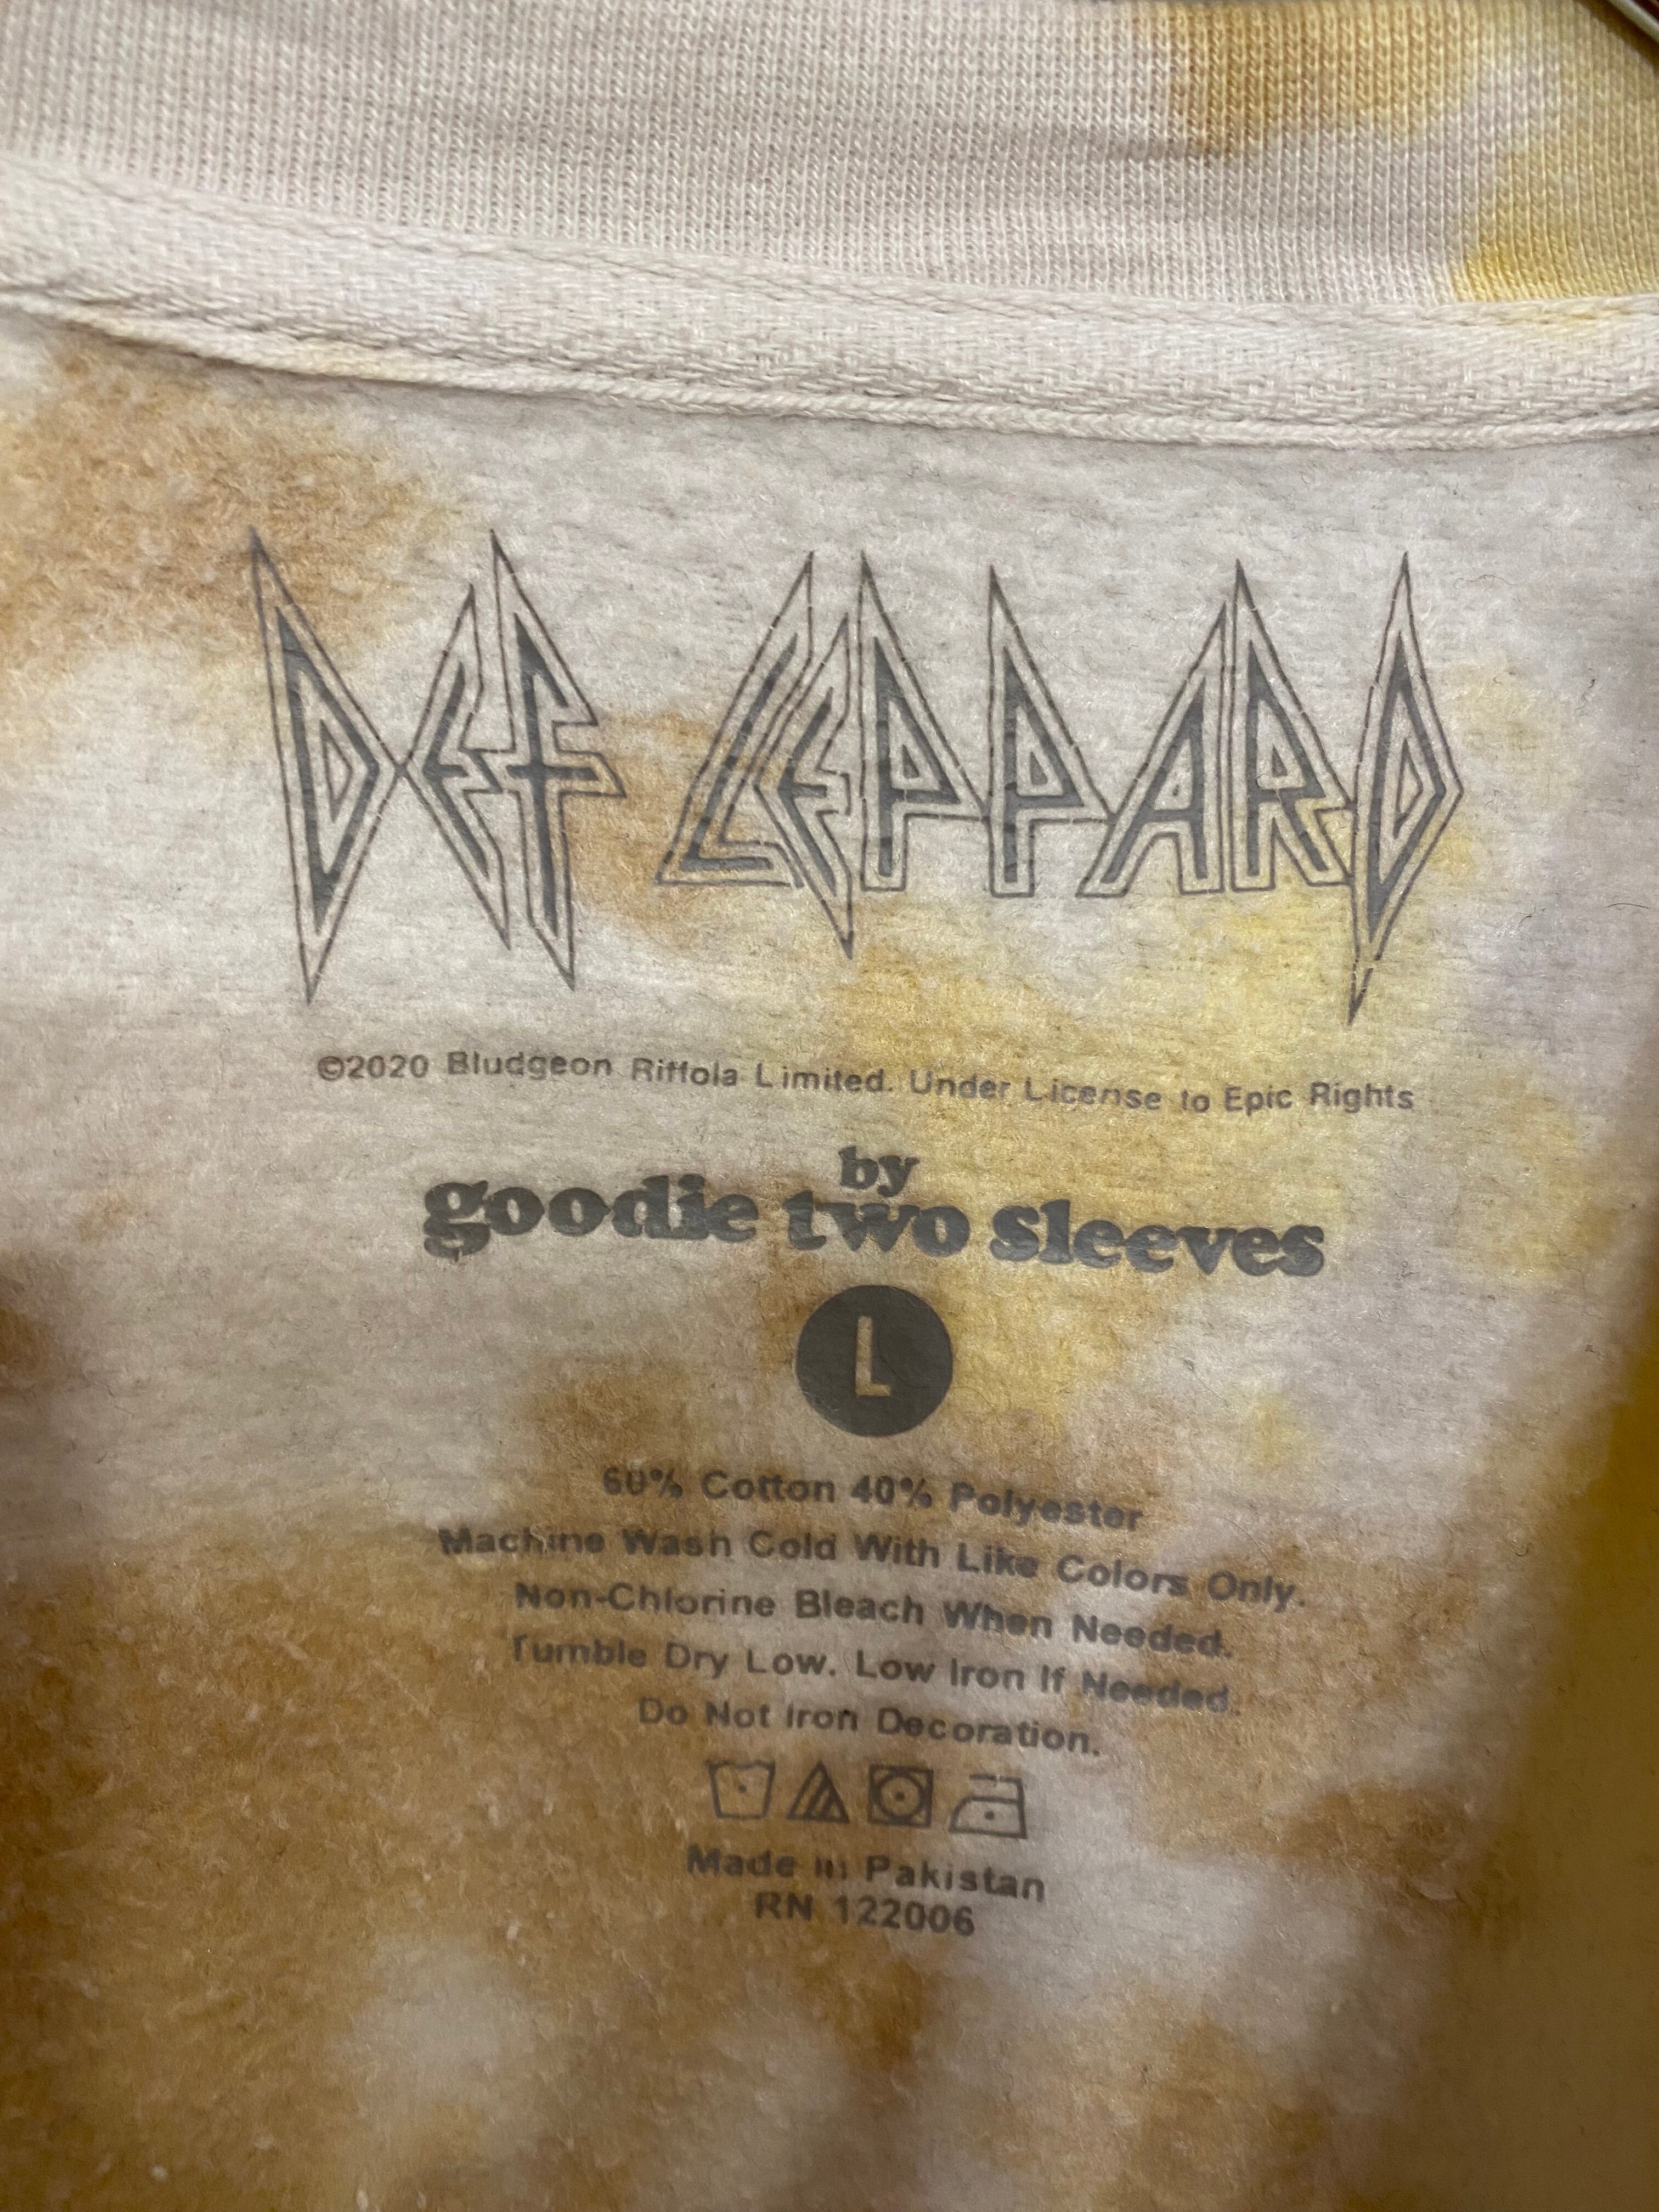 DEF LEPPARD
©2020 Bludgeon Riffola Limited. Under License to Epic Rights
by
goodie two sleeves
L
60% Cotton 40% Polyester
Machine Wash Cold With Like Colors Only.
Non-Chlorine Bleach When Needed.
Tumble Dry Low. Low Iron If Needed.
Do Not Iron Decoration.
Made in Pakistan
RN 122006